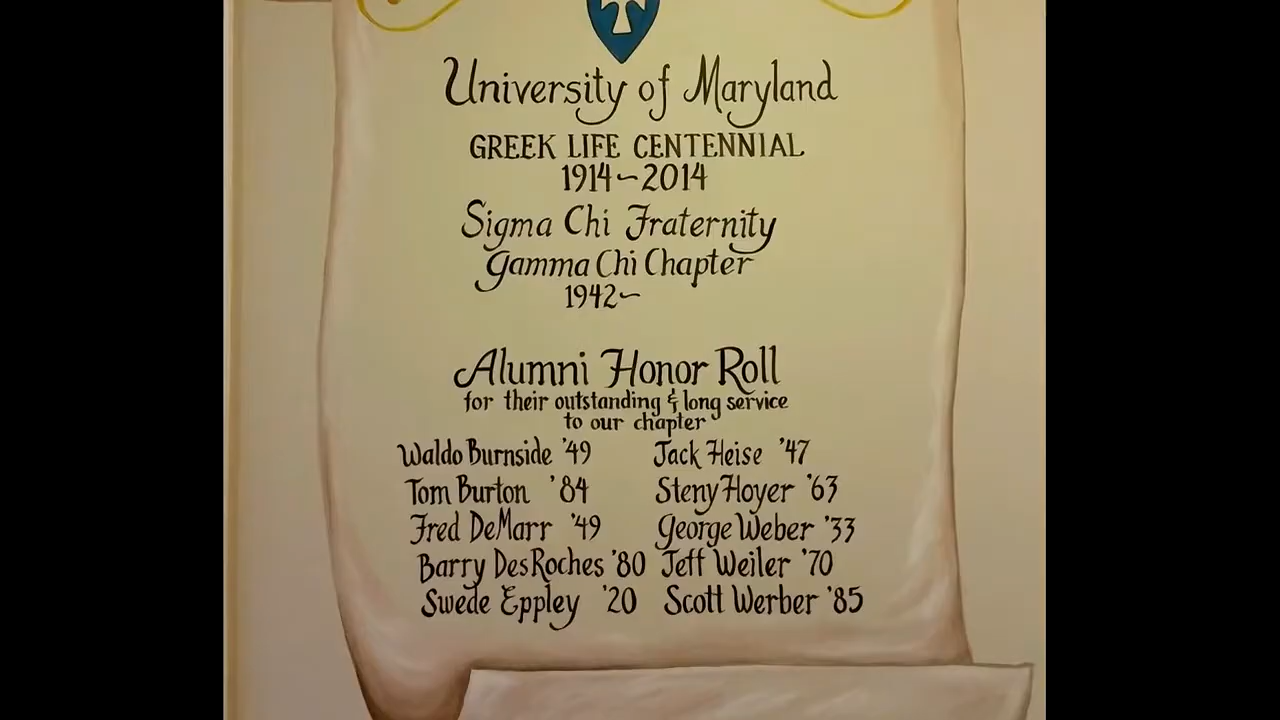 University of Maryland
GREEK LIFE CENTENNIAL
1914~2014
Sigma Chi Fraternity
Gamma Chi Chapter
1942~
Alumni Honor Roll
for their outstanding & long service
to our chapter
Waldo Burnside '49 Jack Heise '47
Tom Burton '84 Steny Hoyer '63
Fred DeMarr '49 George Weber '33
Barry DesRoches '80 Jeff Weiler '70
Swede Eppley '20 Scott Werber '85